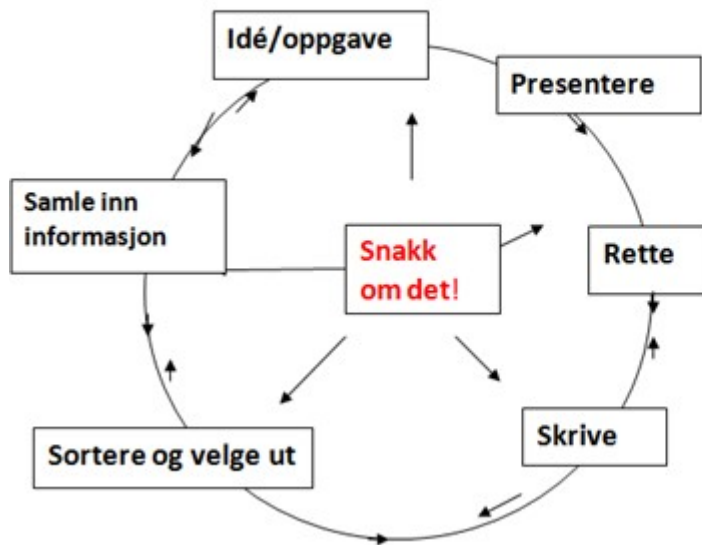 Idé/oppgave
Presentere
Samle inn
informasjon
Snakk
om det!
Rette
Skrive
Sortere og velge ut